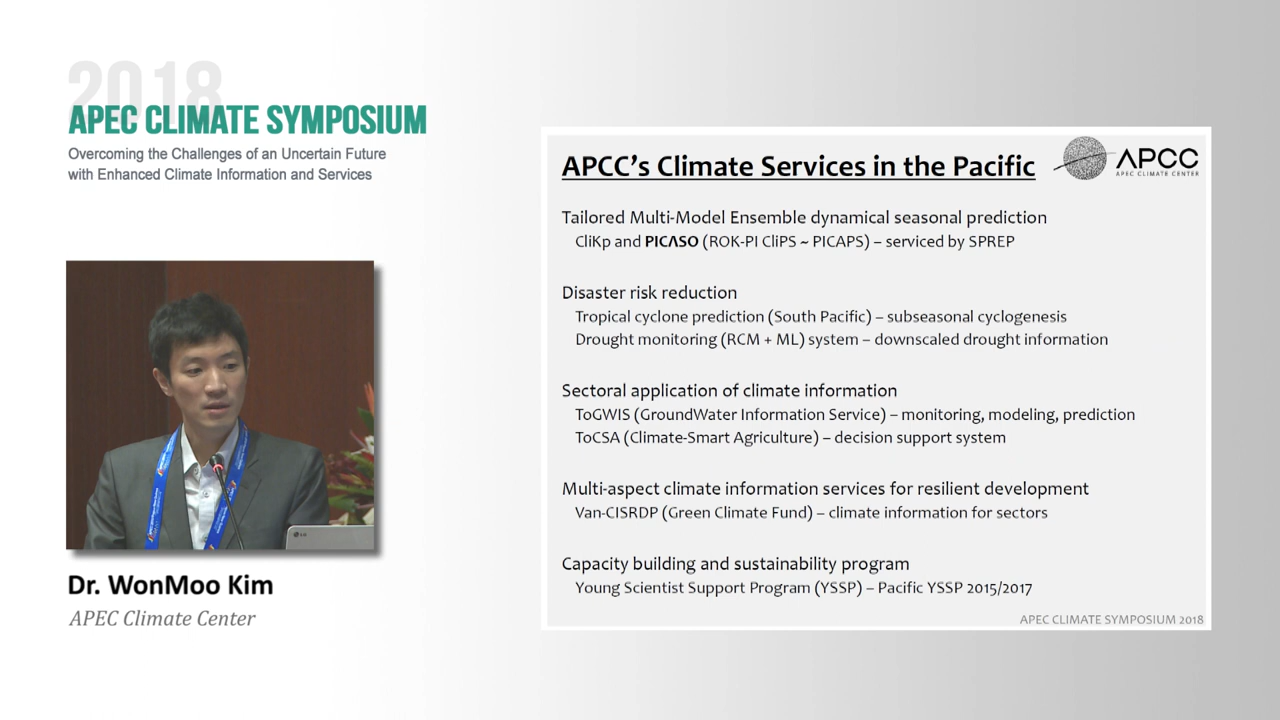 2018
APEC CLIMATE SYMPOSIUM
Overcoming the Challenges of an Uncertain Future
with Enhanced Climate Information and Services
Dr. WonMoo Kim
APEC Climate Center
APCC's Climate Services in the Pacific
APCC
APEC CLIMATE CENTER
Tailored Multi-Model Ensemble dynamical seasonal prediction
CliKp and PICASO (ROK-PI CliPS ~ PICAPS) – serviced by SPREP
Disaster risk reduction
Tropical cyclone prediction (South Pacific) – subseasonal cyclogenesis
Drought monitoring (RCM + ML) system – downscaled drought information
Sectoral application of climate information
ToGWIS (GroundWater Information Service) – monitoring, modeling, prediction
ToCSA (Climate-Smart Agriculture) – decision support system
Multi-aspect climate information services for resilient development
Van-CISRDP (Green Climate Fund) – climate information for sectors
Capacity building and sustainability program
Young Scientist Support Program (YSSP) – Pacific YSSP 2015/2017
APEC CLIMATE SYMPOSIUM 2018